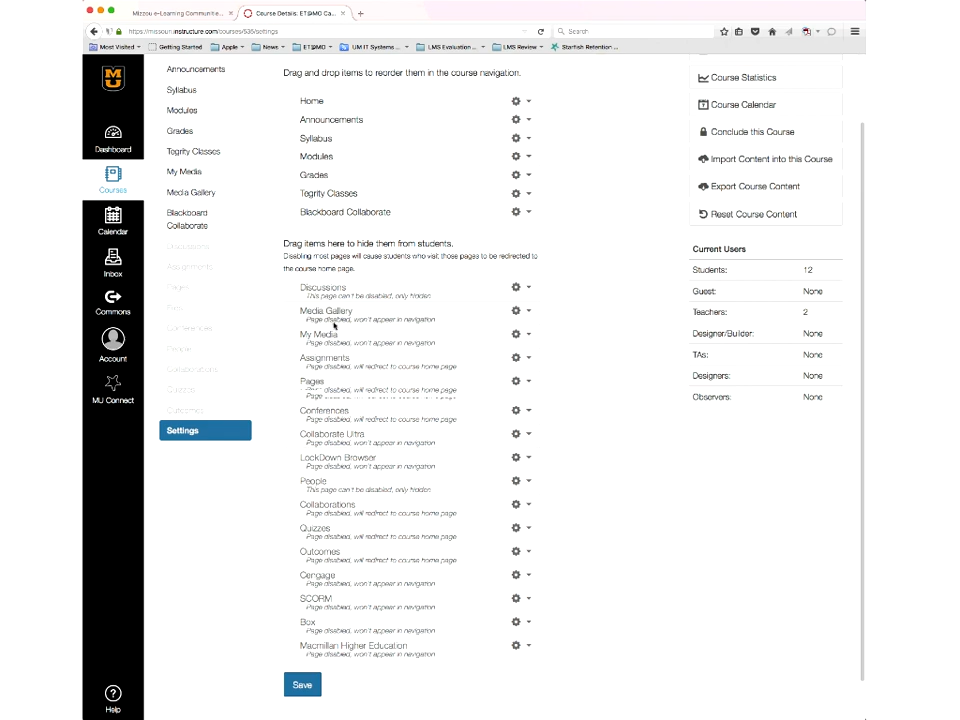 Mizzou e-Learning Communitie... ×
Course Details: ET@MO Ca... × +
https://missouri.instructure.com/courses/535/settings
Search
Most Visited
Getting Started
Apple
News
ET@MO
UM IT Systems ...
LMS Evaluation...
LMS Review
Starfish Retention ...
MU
Dashboard
Courses
Calendar
Inbox
Commons
Account
MU Connect
Help
Announcements
Syllabus
Modules
Grades
Tegrity Classes
My Media
Media Gallery
Blackboard
Collaborate
Discussions
Assignments
Pages
Files
Conferences
People
Collaborations
Quizzes
Outcomes
Settings
Drag and drop items to reorder them in the course navigation.
Home
Announcements
Syllabus
Modules
Grades
Tegrity Classes
Blackboard Collaborate
Drag items here to hide them from students.
Disabling most pages will cause students who visit those pages to be redirected to
the course home page.
Discussions
This page can't be disabled, only hidden
Media Gallery
Page disabled, won't appear in navigation
My Media
Page disabled, won't appear in navigation
Assignments
Page disabled, will redirect to course home page
Pages
Page disabled, will redirect to course home page
Conferences
Page disabled, will redirect to course home page
Collaborate Ultra
Page disabled, won't appear in navigation
LockDown Browser
Page disabled, won't appear in navigation
People
This page can't be disabled, only hidden
Collaborations
Page disabled, will redirect to course home page
Quizzes
Page disabled, will redirect to course home page
Outcomes
Page disabled, will redirect to course home page
Cengage
Page disabled, won't appear in navigation
SCORM
Page disabled, won't appear in navigation
Box
Page disabled, won't appear in navigation
Macmillan Higher Education
Page disabled, won't appear in navigation
Save
Course Statistics
Course Calendar
Conclude this Course
Import Content into this Course
Export Course Content
Reset Course Content
Current Users
Students: 12
Guest: None
Teachers: 2
Designer/Builder: None
TAs: None
Designers: None
Observers: None